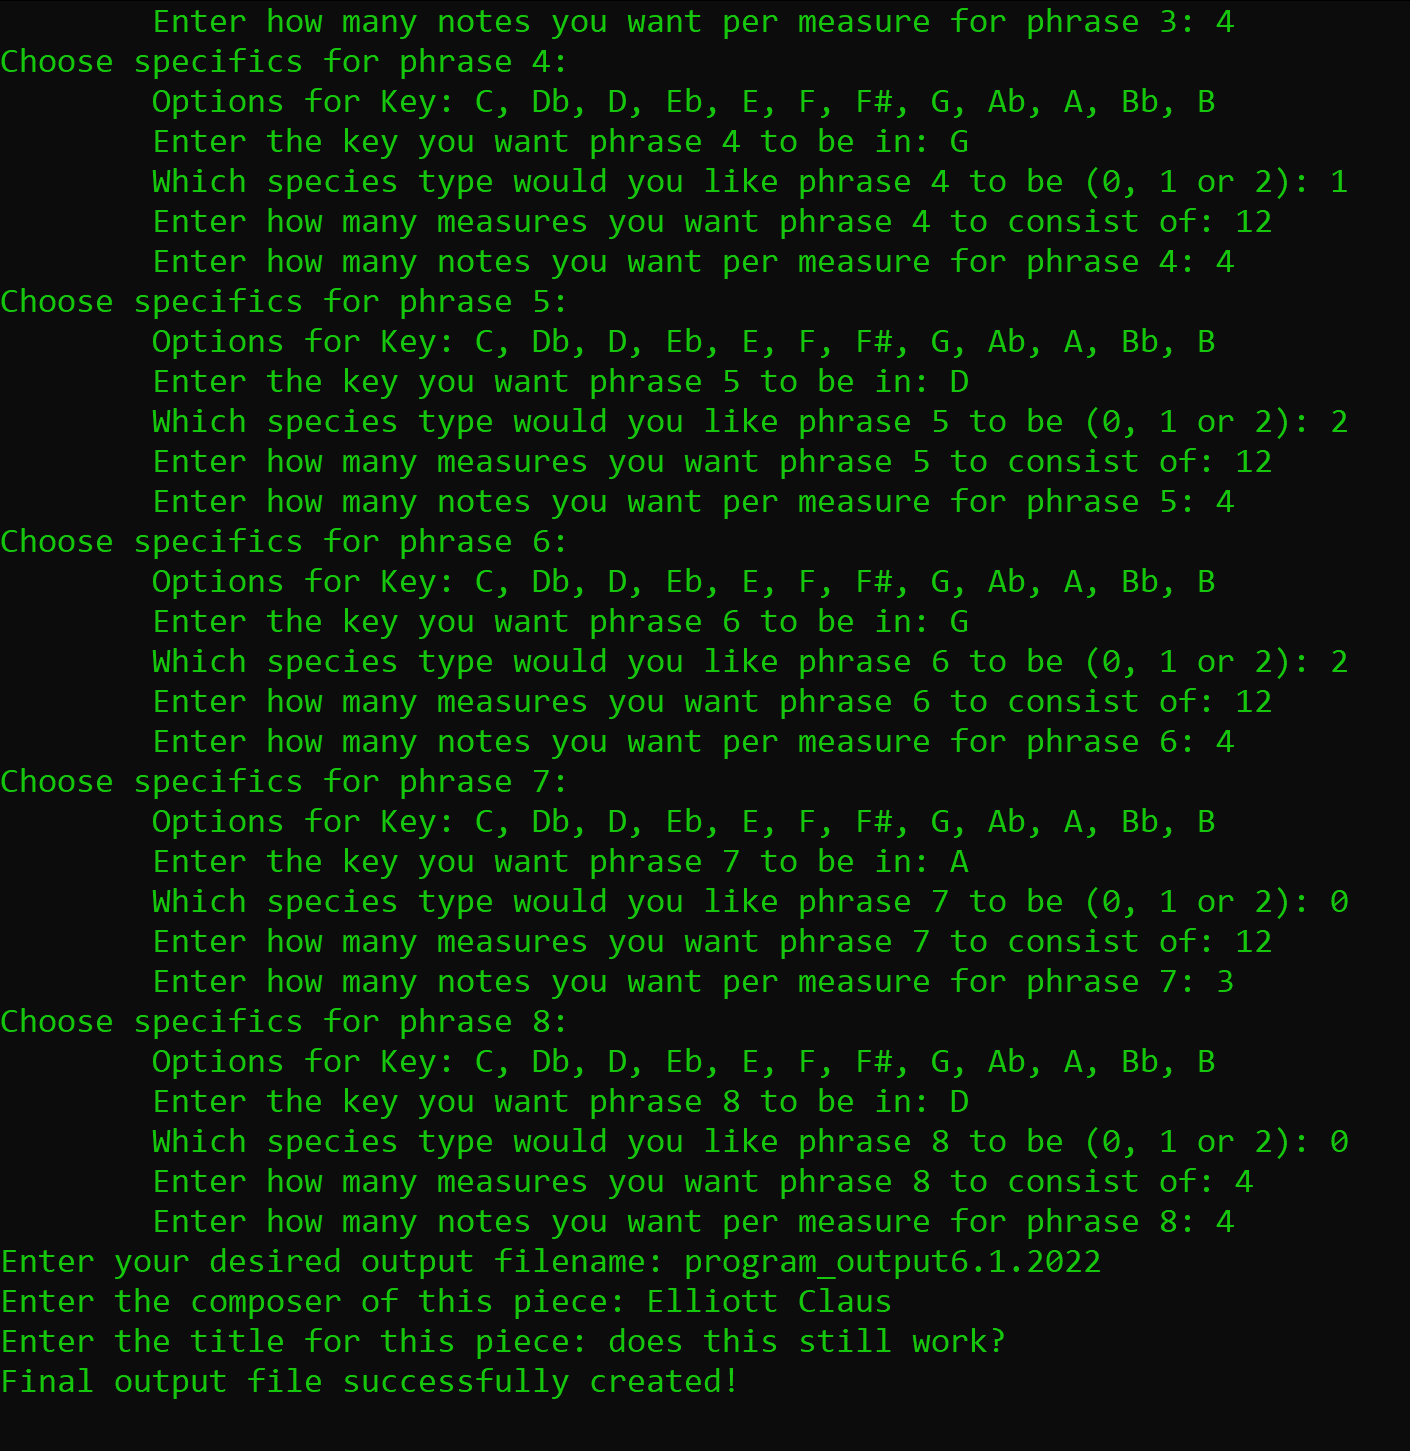 Enter how many notes you want per measure for phrase 3: 4
Choose specifics for phrase 4:
Options for Key: C, Db, D, Eb, E, F, F#, G, Ab, A, Bb, B
Enter the key you want phrase 4 to be in: G
Which species type would you like phrase 4 to be (0, 1 or 2): 1
Enter how many measures you want phrase 4 to consist of: 12
Enter how many notes you want per measure for phrase 4: 4
Choose specifics for phrase 5:
Options for Key: C, Db, D, Eb, E, F, F#, G, Ab, A, Bb, B
Enter the key you want phrase 5 to be in: D
Which species type would you like phrase 5 to be (0, 1 or 2): 2
Enter how many measures you want phrase 5 to consist of: 12
Enter how many notes you want per measure for phrase 5: 4
Choose specifics for phrase 6:
Options for Key: C, Db, D, Eb, E, F, F#, G, Ab, A, Bb, B
Enter the key you want phrase 6 to be in: G
Which species type would you like phrase 6 to be (0, 1 or 2): 2
Enter how many measures you want phrase 6 to consist of: 12
Enter how many notes you want per measure for phrase 6: 4
Choose specifics for phrase 7:
Options for Key: C, Db, D, Eb, E, F, F#, G, Ab, A, Bb, B
Enter the key you want phrase 7 to be in: A
Which species type would you like phrase 7 to be (0, 1 or 2): 0
Enter how many measures you want phrase 7 to consist of: 12
Enter how many notes you want per measure for phrase 7: 3
Choose specifics for phrase 8:
Options for Key: C, Db, D, Eb, E, F, F#, G, Ab, A, Bb, B
Enter the key you want phrase 8 to be in: D
Which species type would you like phrase 8 to be (0, 1 or 2): 0
Enter how many measures you want phrase 8 to consist of: 4
Enter how many notes you want per measure for phrase 8: 4
Enter your desired output filename: program_output6.1.2022
Enter the composer of this piece: Elliott Claus
Enter the title for this piece: does this still work?
Final output file successfully created!